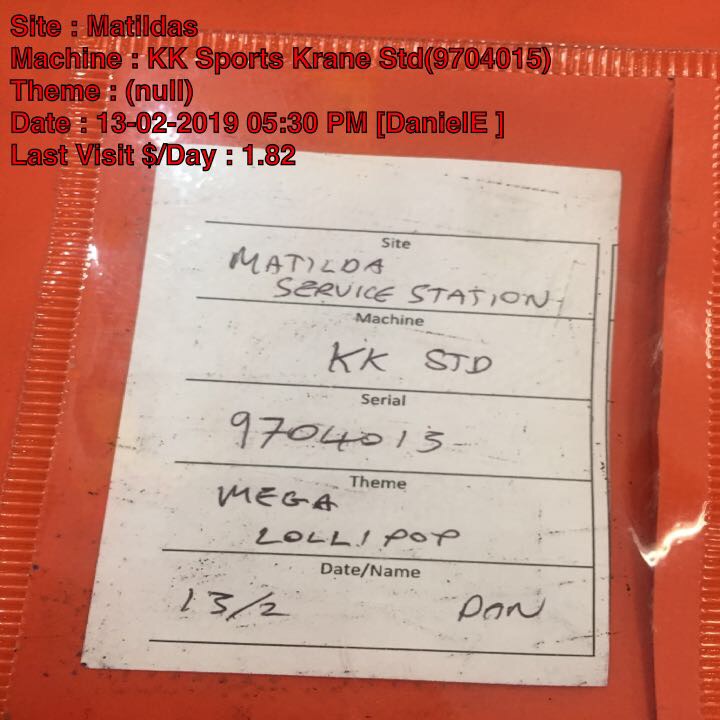 Site : Matildas
Machine : KK Sports Krane Std(9704015)
Theme : (null)
Date : 13-02-2019 05:30 PM [DanielE ]
Last Visit $/Day : 1.82
Site
MATILDA
SERVICE STATION
Machine
KK STD
Serial
9704015
Theme
MEGA
LOLLIPOP
Date/Name
13/2 DAN